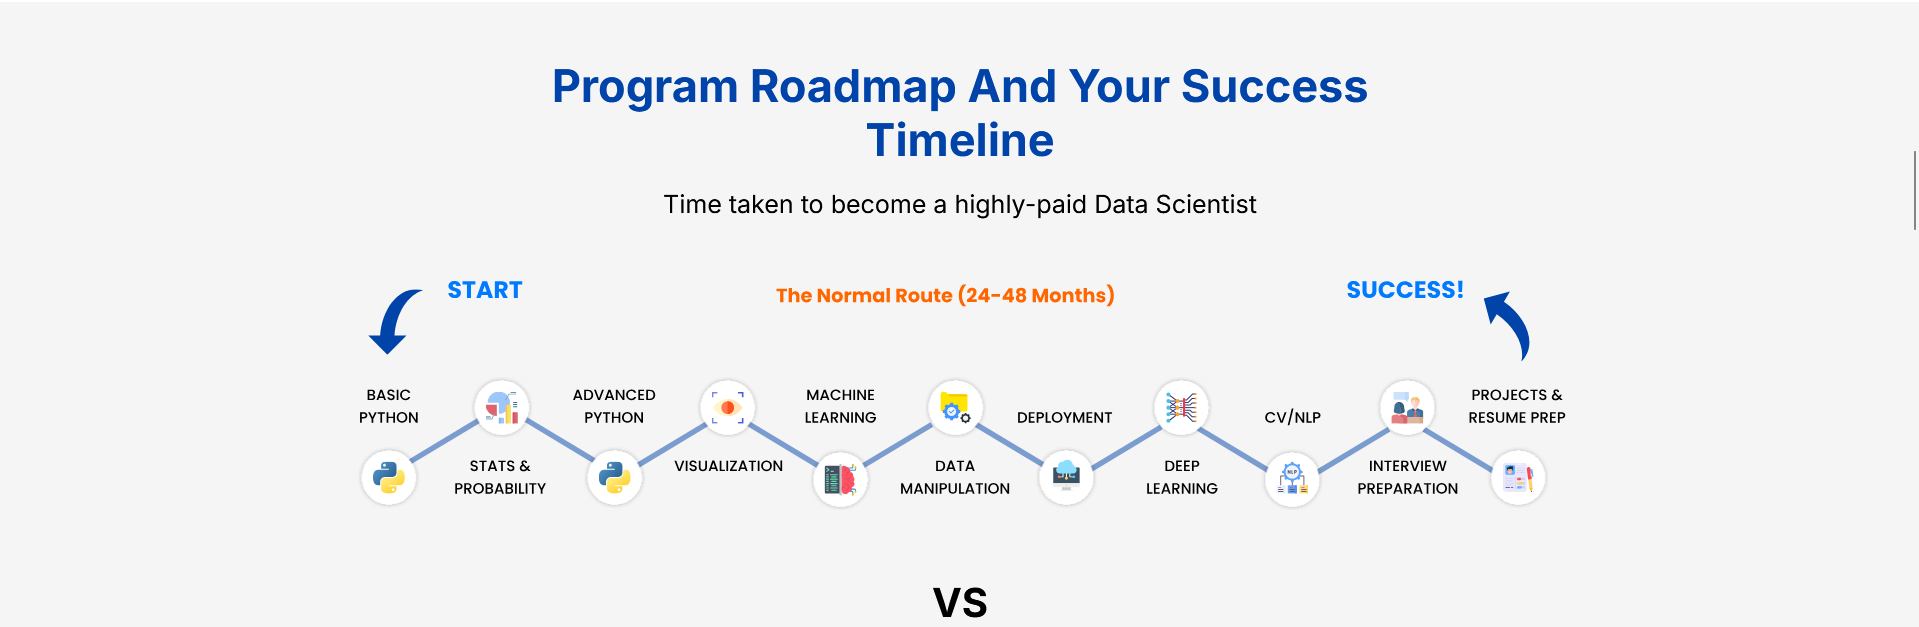 Program Roadmap And Your Success
Timeline
Time taken to become a highly-paid Data Scientist
START
The Normal Route (24-48 Months)
SUCCESS!
BASIC
PYTHON
STATS &
PROBABILITY
ADVANCED
PYTHON
VISUALIZATION
MACHINE
LEARNING
DATA
MANIPULATION
DEPLOYMENT
DEEP
LEARNING
CV/NLP
NLP
INTERVIEW
PREPARATION
PROJECTS &
RESUME PREP
VS